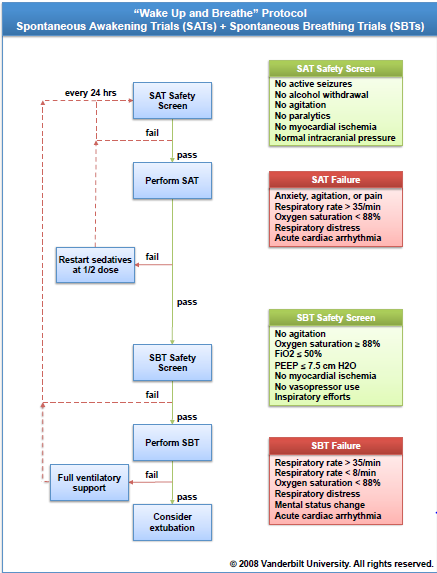 “Wake Up and Breathe” Protocol
Spontaneous Awakening Trials (SATs) + Spontaneous Breathing Trials (SBTs)
every 24 hrs
SAT Safety
Screen
fail
pass
Perform SAT
Restart sedatives
at 1/2 dose
fail
pass
SBT Safety
Screen
fail
pass
Perform SBT
Full ventilatory
support
fail
pass
Consider
extubation
SAT Safety Screen
No active seizures
No alcohol withdrawal
No agitation
No paralytics
No myocardial ischemia
Normal intracranial pressure
SAT Failure
Anxiety, agitation, or pain
Respiratory rate > 35/min
Oxygen saturation < 88%
Respiratory distress
Acute cardiac arrhythmia
SBT Safety Screen
No agitation
Oxygen saturation ≥ 88%
FiO2 ≤ 50%
PEEP ≤ 7.5 cm H2O
No myocardial ischemia
No vasopressor use
Inspiratory efforts
SBT Failure
Respiratory rate > 35/min
Respiratory rate < 8/min
Oxygen saturation < 88%
Respiratory distress
Mental status change
Acute cardiac arrhythmia
© 2008 Vanderbilt University. All rights reserved.